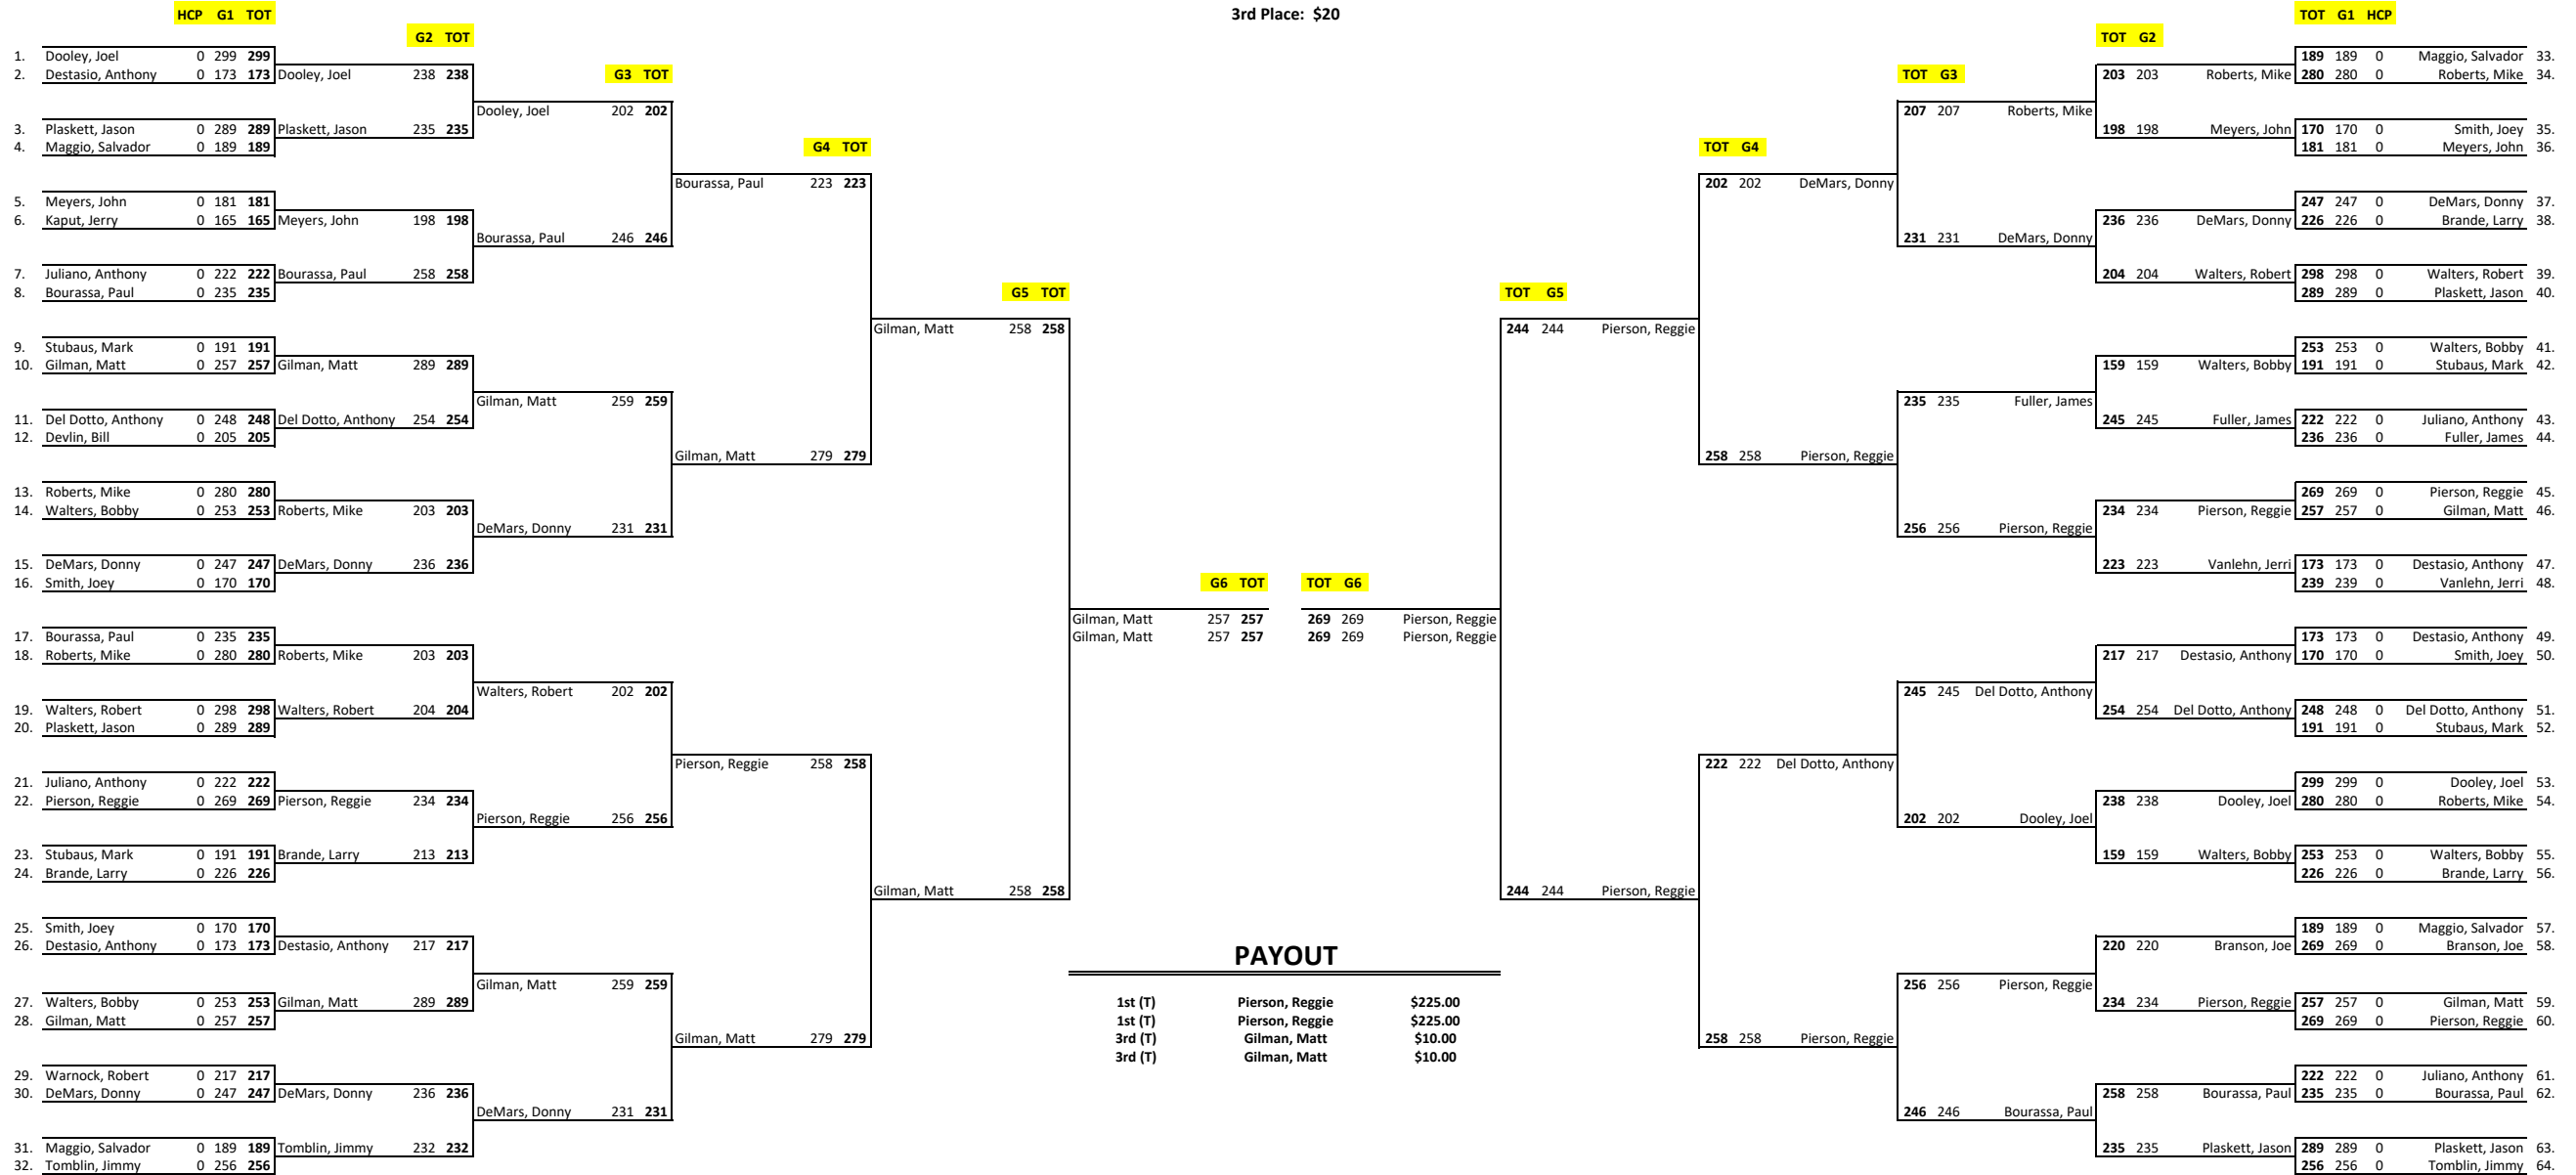 HCP G1 TOT 3rd Place: $20 TOT G1 HCP
G2 TOT TOT G2
1. Dooley, Joel 0 299 299 189 189 0 Maggio, Salvador 33.
2. Destasio, Anthony 0 173 173 Dooley, Joel 238 238 G3 TOT TOT G3 203 203 Roberts, Mike 280 280 0 Roberts, Mike 34.
Dooley, Joel 202 202 207 207 Roberts, Mike
3. Plaskett, Jason 0 289 289 Plaskett, Jason 235 235 198 198 Meyers, John 170 170 0 Smith, Joey 35.
4. Maggio, Salvador 0 189 189 G4 TOT TOT G4 181 181 0 Meyers, John 36.
Bourassa, Paul 223 223 202 202 DeMars, Donny
5. Meyers, John 0 181 181 247 247 0 DeMars, Donny 37.
6. Kaput, Jerry 0 165 165 Meyers, John 198 198 236 236 DeMars, Donny 226 226 0 Brande, Larry 38.
Bourassa, Paul 246 246 231 231 DeMars, Donny
7. Juliano, Anthony 0 222 222 Bourassa, Paul 258 258 204 204 Walters, Robert 298 298 0 Walters, Robert 39.
8. Bourassa, Paul 0 235 235 G5 TOT TOT G5 289 289 0 Plaskett, Jason 40.
Gilman, Matt 258 258 244 244 Pierson, Reggie
9. Stubaus, Mark 0 191 191 253 253 0 Walters, Bobby 41.
10. Gilman, Matt 0 257 257 Gilman, Matt 289 289 159 159 Walters, Bobby 191 191 0 Stubaus, Mark 42.
Gilman, Matt 259 259 235 235 Fuller, James
11. Del Dotto, Anthony 0 248 248 Del Dotto, Anthony 254 254 245 245 Fuller, James 222 222 0 Juliano, Anthony 43.
12. Devlin, Bill 0 205 205 236 236 0 Fuller, James 44.
Gilman, Matt 279 279 258 258 Pierson, Reggie
13. Roberts, Mike 0 280 280 269 269 0 Pierson, Reggie 45.
14. Walters, Bobby 0 253 253 Roberts, Mike 203 203 234 234 Pierson, Reggie 257 257 0 Gilman, Matt 46.
DeMars, Donny 231 231 256 256 Pierson, Reggie
15. DeMars, Donny 0 247 247 DeMars, Donny 236 236 223 223 Vanlehn, Jerri 173 173 0 Destasio, Anthony 47.
16. Smith, Joey 0 170 170 G6 TOT TOT G6 239 239 0 Vanlehn, Jerri 48.
Gilman, Matt 257 257 269 269 Pierson, Reggie
17. Bourassa, Paul 0 235 235 Gilman, Matt 257 257 269 269 Pierson, Reggie 173 173 0 Destasio, Anthony 49.
18. Roberts, Mike 0 280 280 Roberts, Mike 203 203 217 217 Destasio, Anthony 170 170 0 Smith, Joey 50.
Walters, Robert 202 202 245 245 Del Dotto, Anthony
19. Walters, Robert 0 298 298 Walters, Robert 204 204 254 254 Del Dotto, Anthony 248 248 0 Del Dotto, Anthony 51.
20. Plaskett, Jason 0 289 289 191 191 0 Stubaus, Mark 52.
Pierson, Reggie 258 258 222 222 Del Dotto, Anthony
21. Juliano, Anthony 0 222 222 299 299 0 Dooley, Joel 53.
22. Pierson, Reggie 0 269 269 Pierson, Reggie 234 234 238 238 Dooley, Joel 280 280 0 Roberts, Mike 54.
Pierson, Reggie 256 256 202 202 Dooley, Joel
23. Stubaus, Mark 0 191 191 Brande, Larry 213 213 159 159 Walters, Bobby 253 253 0 Walters, Bobby 55.
24. Brande, Larry 0 226 226 226 226 0 Brande, Larry 56.
Gilman, Matt 258 258 244 244 Pierson, Reggie
25. Smith, Joey 0 170 170 189 189 0 Maggio, Salvador 57.
26. Destasio, Anthony 0 173 173 Destasio, Anthony 217 217 PAYOUT 220 220 Branson, Joe 269 269 0 Branson, Joe 58.
Gilman, Matt 259 259 256 256 Pierson, Reggie
27. Walters, Bobby 0 253 253 Gilman, Matt 289 289 1st (T) Pierson, Reggie $225.00 234 234 Pierson, Reggie 257 257 0 Gilman, Matt 59.
28. Gilman, Matt 0 257 257 1st (T) Pierson, Reggie $225.00 269 269 0 Pierson, Reggie 60.
Gilman, Matt 279 279 3rd (T) Gilman, Matt $10.00 258 258 Pierson, Reggie
3rd (T) Gilman, Matt $10.00
29. Warnock, Robert 0 217 217 222 222 0 Juliano, Anthony 61.
30. DeMars, Donny 0 247 247 DeMars, Donny 236 236 258 258 Bourassa, Paul 235 235 0 Bourassa, Paul 62.
DeMars, Donny 231 231 246 246 Bourassa, Paul
31. Maggio, Salvador 0 189 189 Tomblin, Jimmy 232 232 235 235 Plaskett, Jason 289 289 0 Plaskett, Jason 63.
32. Tomblin, Jimmy 0 256 256 256 256 0 Tomblin, Jimmy 64.